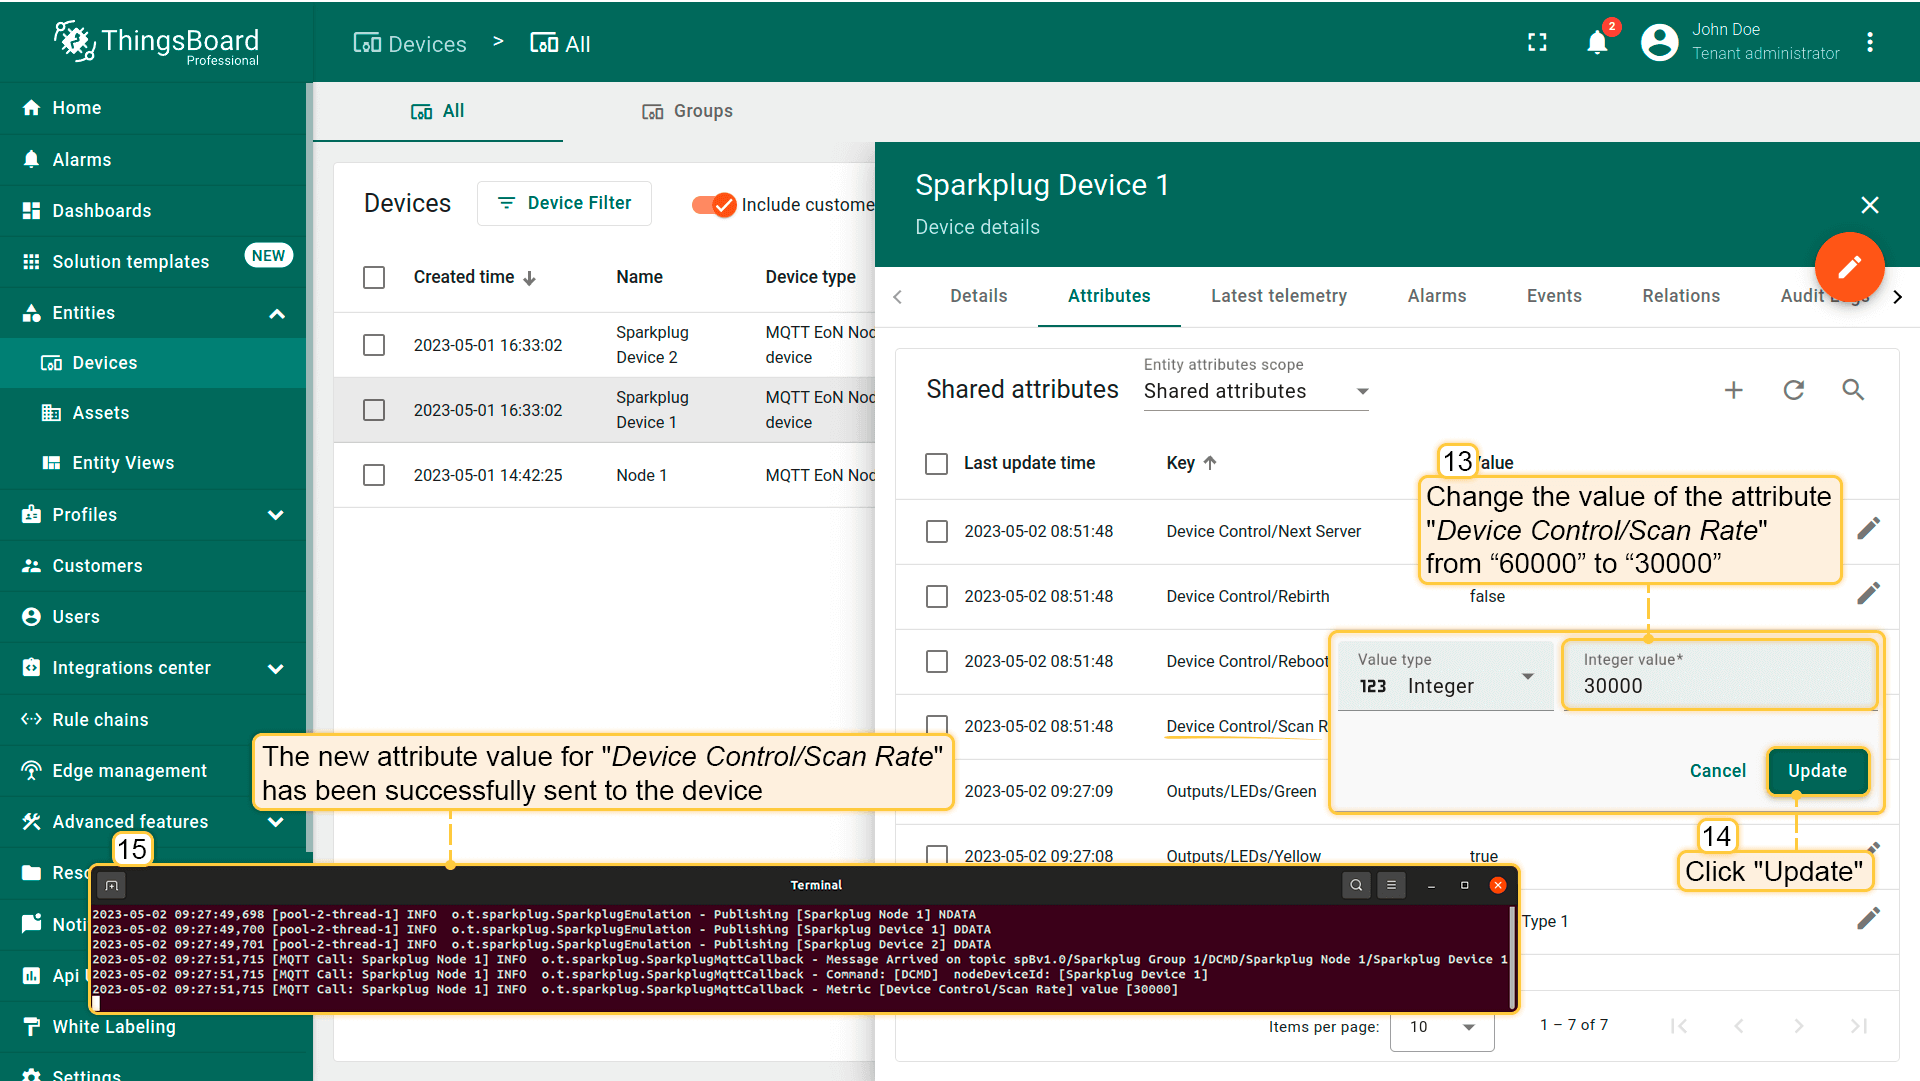 ThingsBoard
Professional
Devices > All
2
John Doe
Tenant administrator
Home
Alarms
Dashboards
Solution templates NEW
Entities
Devices
Assets
Entity Views
Profiles
Customers
Users
Integrations center
Rule chains
Edge management
Advanced features
White Labeling
Settings
All
Groups
Devices
Device Filter
Include custome
Created time Name Device type
2023-05-01 16:33:02 Sparkplug Device 2 MQTT EoN Nod device
2023-05-01 16:33:02 Sparkplug Device 1 MQTT EoN Nod device
2023-05-01 14:42:25 Node 1 MQTT EoN Nod
Sparkplug Device 1
Device details
Details Attributes Latest telemetry Alarms Events Relations Audit
Shared attributes
Entity attributes scope
Shared attributes
Last update time Key
13
Change the value of the attribute
"Device Control/Scan Rate"
from “60000” to “30000”
2023-05-02 08:51:48 Device Control/Next Server
2023-05-02 08:51:48 Device Control/Rebirth false
2023-05-02 08:51:48 Device Control/Reboot
2023-05-02 08:51:48 Device Control/Scan R
2023-05-02 09:27:09 Outputs/LEDs/Green
2023-05-02 09:27:08 Outputs/LEDs/Yellow true
Type 1
Value type
123 Integer
Integer value*
30000
Cancel
Update
14
Click "Update"
The new attribute value for "Device Control/Scan Rate"
has been successfully sent to the device
15
Terminal
2023-05-02 09:27:49,698 [pool-2-thread-1] INFO o.t.sparkplug.SparkplugEmulation - Publishing [Sparkplug Node 1] NDATA
2023-05-02 09:27:49,700 [pool-2-thread-1] INFO o.t.sparkplug.SparkplugEmulation - Publishing [Sparkplug Device 1] DDATA
2023-05-02 09:27:49,701 [pool-2-thread-1] INFO o.t.sparkplug.SparkplugEmulation - Publishing [Sparkplug Device 2] DDATA
2023-05-02 09:27:51,715 [MQTT Call: Sparkplug Node 1] INFO o.t.sparkplug.SparkplugMqttCallback - Message Arrived on topic spBv1.0/Sparkplug Group 1/DCMD/Sparkplug Node 1/Sparkplug Device 1
2023-05-02 09:27:51,715 [MQTT Call: Sparkplug Node 1] INFO o.t.sparkplug.SparkplugMqttCallback - Command: [DCMD] nodeDeviceId: [Sparkplug Device 1]
2023-05-02 09:27:51,715 [MQTT Call: Sparkplug Node 1] INFO o.t.sparkplug.SparkplugMqttCallback - Metric [Device Control/Scan Rate] value [30000]
Items per page: 10
1 – 7 of 7